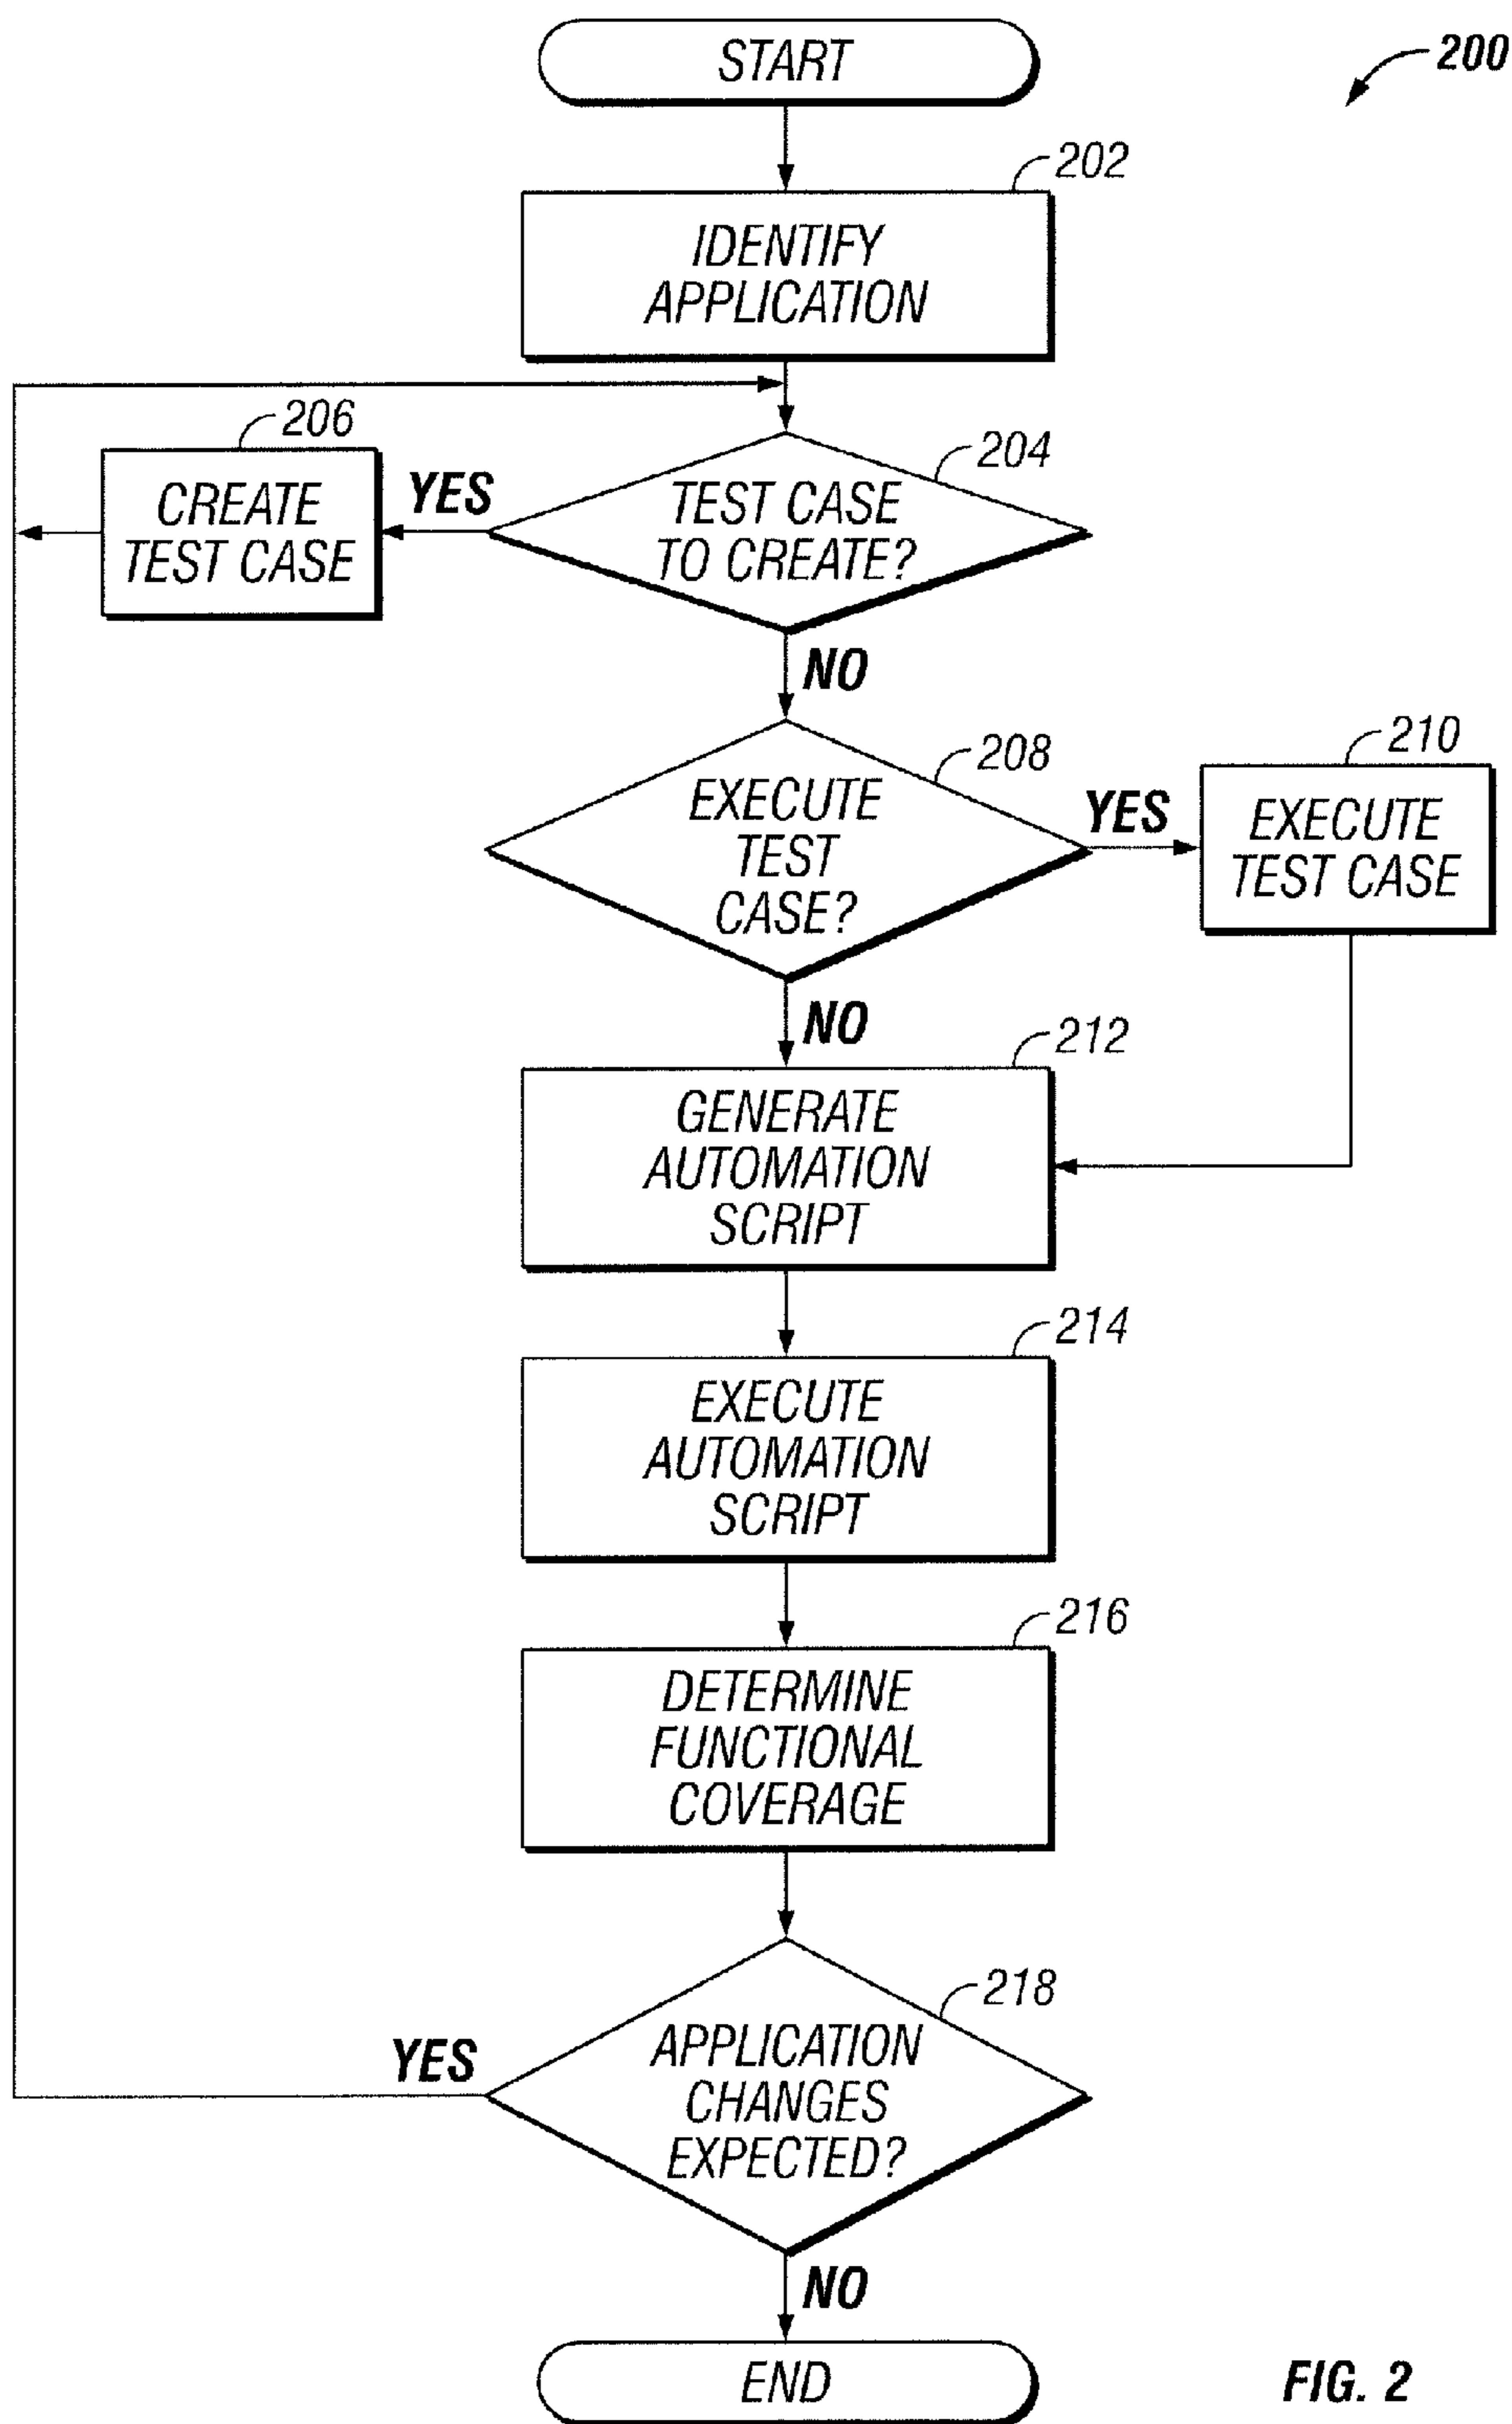 START
200
202
IDENTIFY
APPLICATION
206
204
CREATE
TEST CASE
YES
TEST CASE
TO CREATE?
NO
208
210
EXECUTE
TEST
CASE?
YES
EXECUTE
TEST CASE
NO
212
GENERATE
AUTOMATION
SCRIPT
214
EXECUTE
AUTOMATION
SCRIPT
216
DETERMINE
FUNCTIONAL
COVERAGE
218
YES
APPLICATION
CHANGES
EXPECTED?
NO
END
FIG. 2